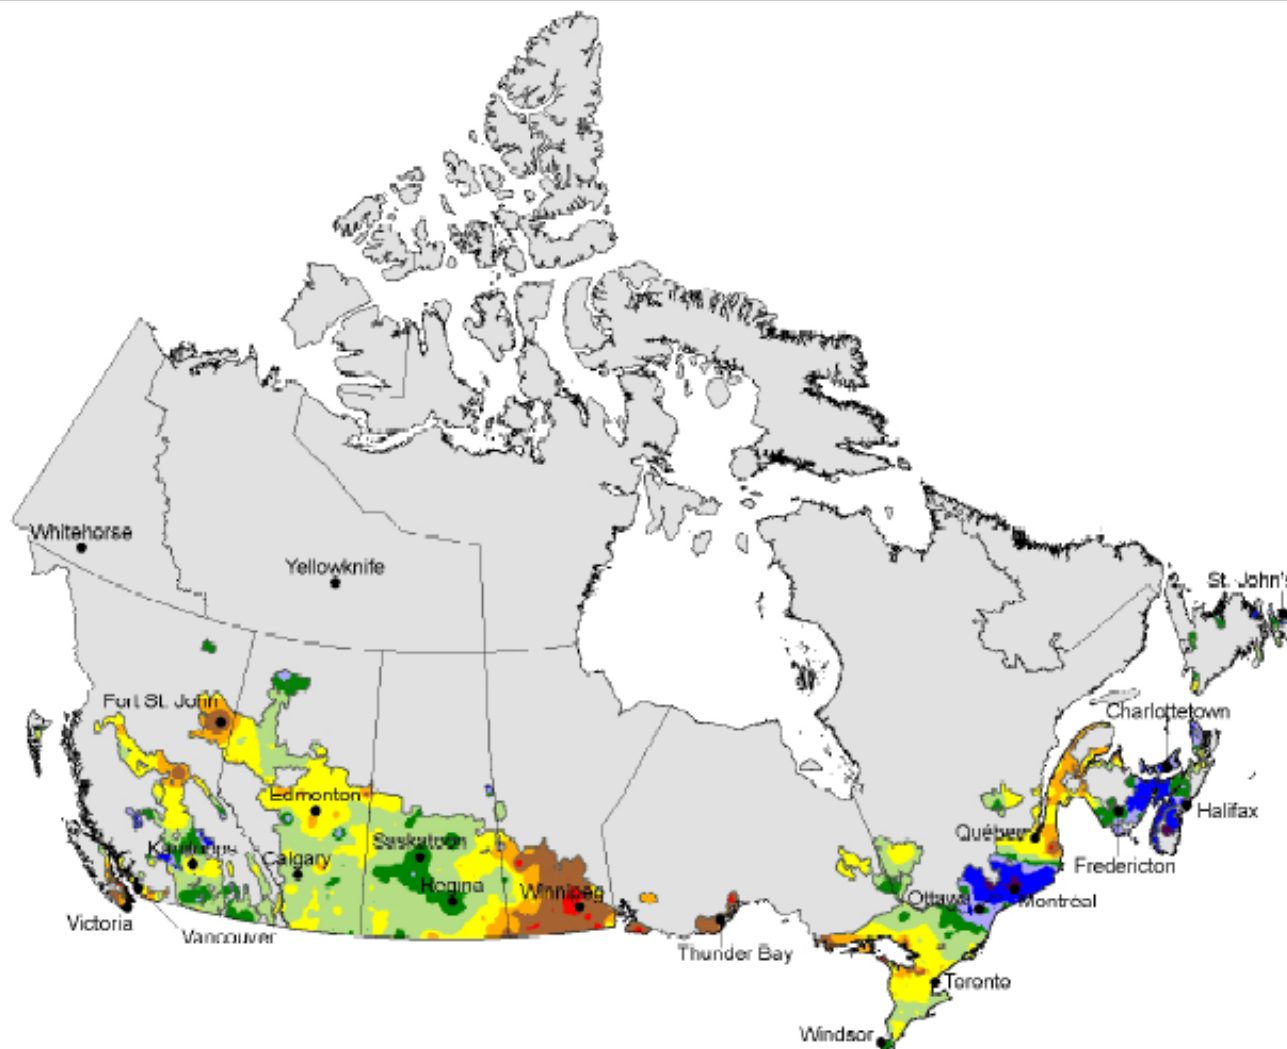 Whitehorse
Yellowknife
St. John's
Fort St. John
Charlottetown
Edmonton
Halifax
Québec
Saskatoon
Kamloops
Calgary
Fredericton
Regina
Winnipeg
Ottawa
Montréal
Victoria
Vancouver
Thunder Bay
Toronto
Windsor